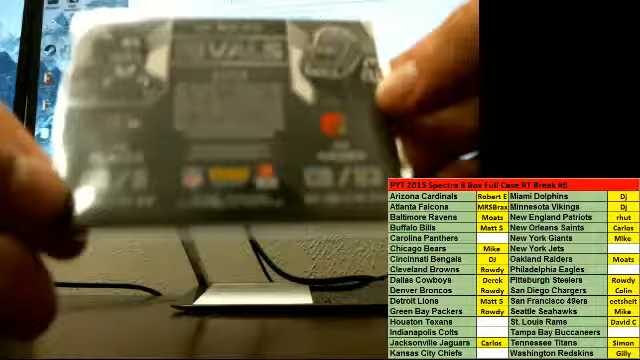 RIVALS
PYT 2015 Spectra 8 Box Full Case RT Break #6
Arizona Cardinals Robert E Miami Dolphins Dj
Atlanta Falcons MRSBrax Minnesota Vikings Dj
Baltimore Ravens Moats New England Patriots rhut
Buffalo Bills Matt S New Orleans Saints Carlos
Carolina Panthers New York Giants Mike
Chicago Bears Mike New York Jets
Cincinnati Bengals DJ Oakland Raiders Moats
Cleveland Browns Rowdy Philadelphia Eagles
Dallas Cowboys Derek Pittsburgh Steelers Rowdy
Denver Broncos Rowdy San Diego Chargers Colin
Detroit Lions Matt S San Francisco 49ers eetsheit
Green Bay Packers Rowdy Seattle Seahawks Mike
Houston Texans St. Louis Rams David C
Indianapolis Colts Tampa Bay Buccaneers
Jacksonville Jaguars Carlos Tennessee Titans Simon
Kansas City Chiefs Washington Redskins Gilly